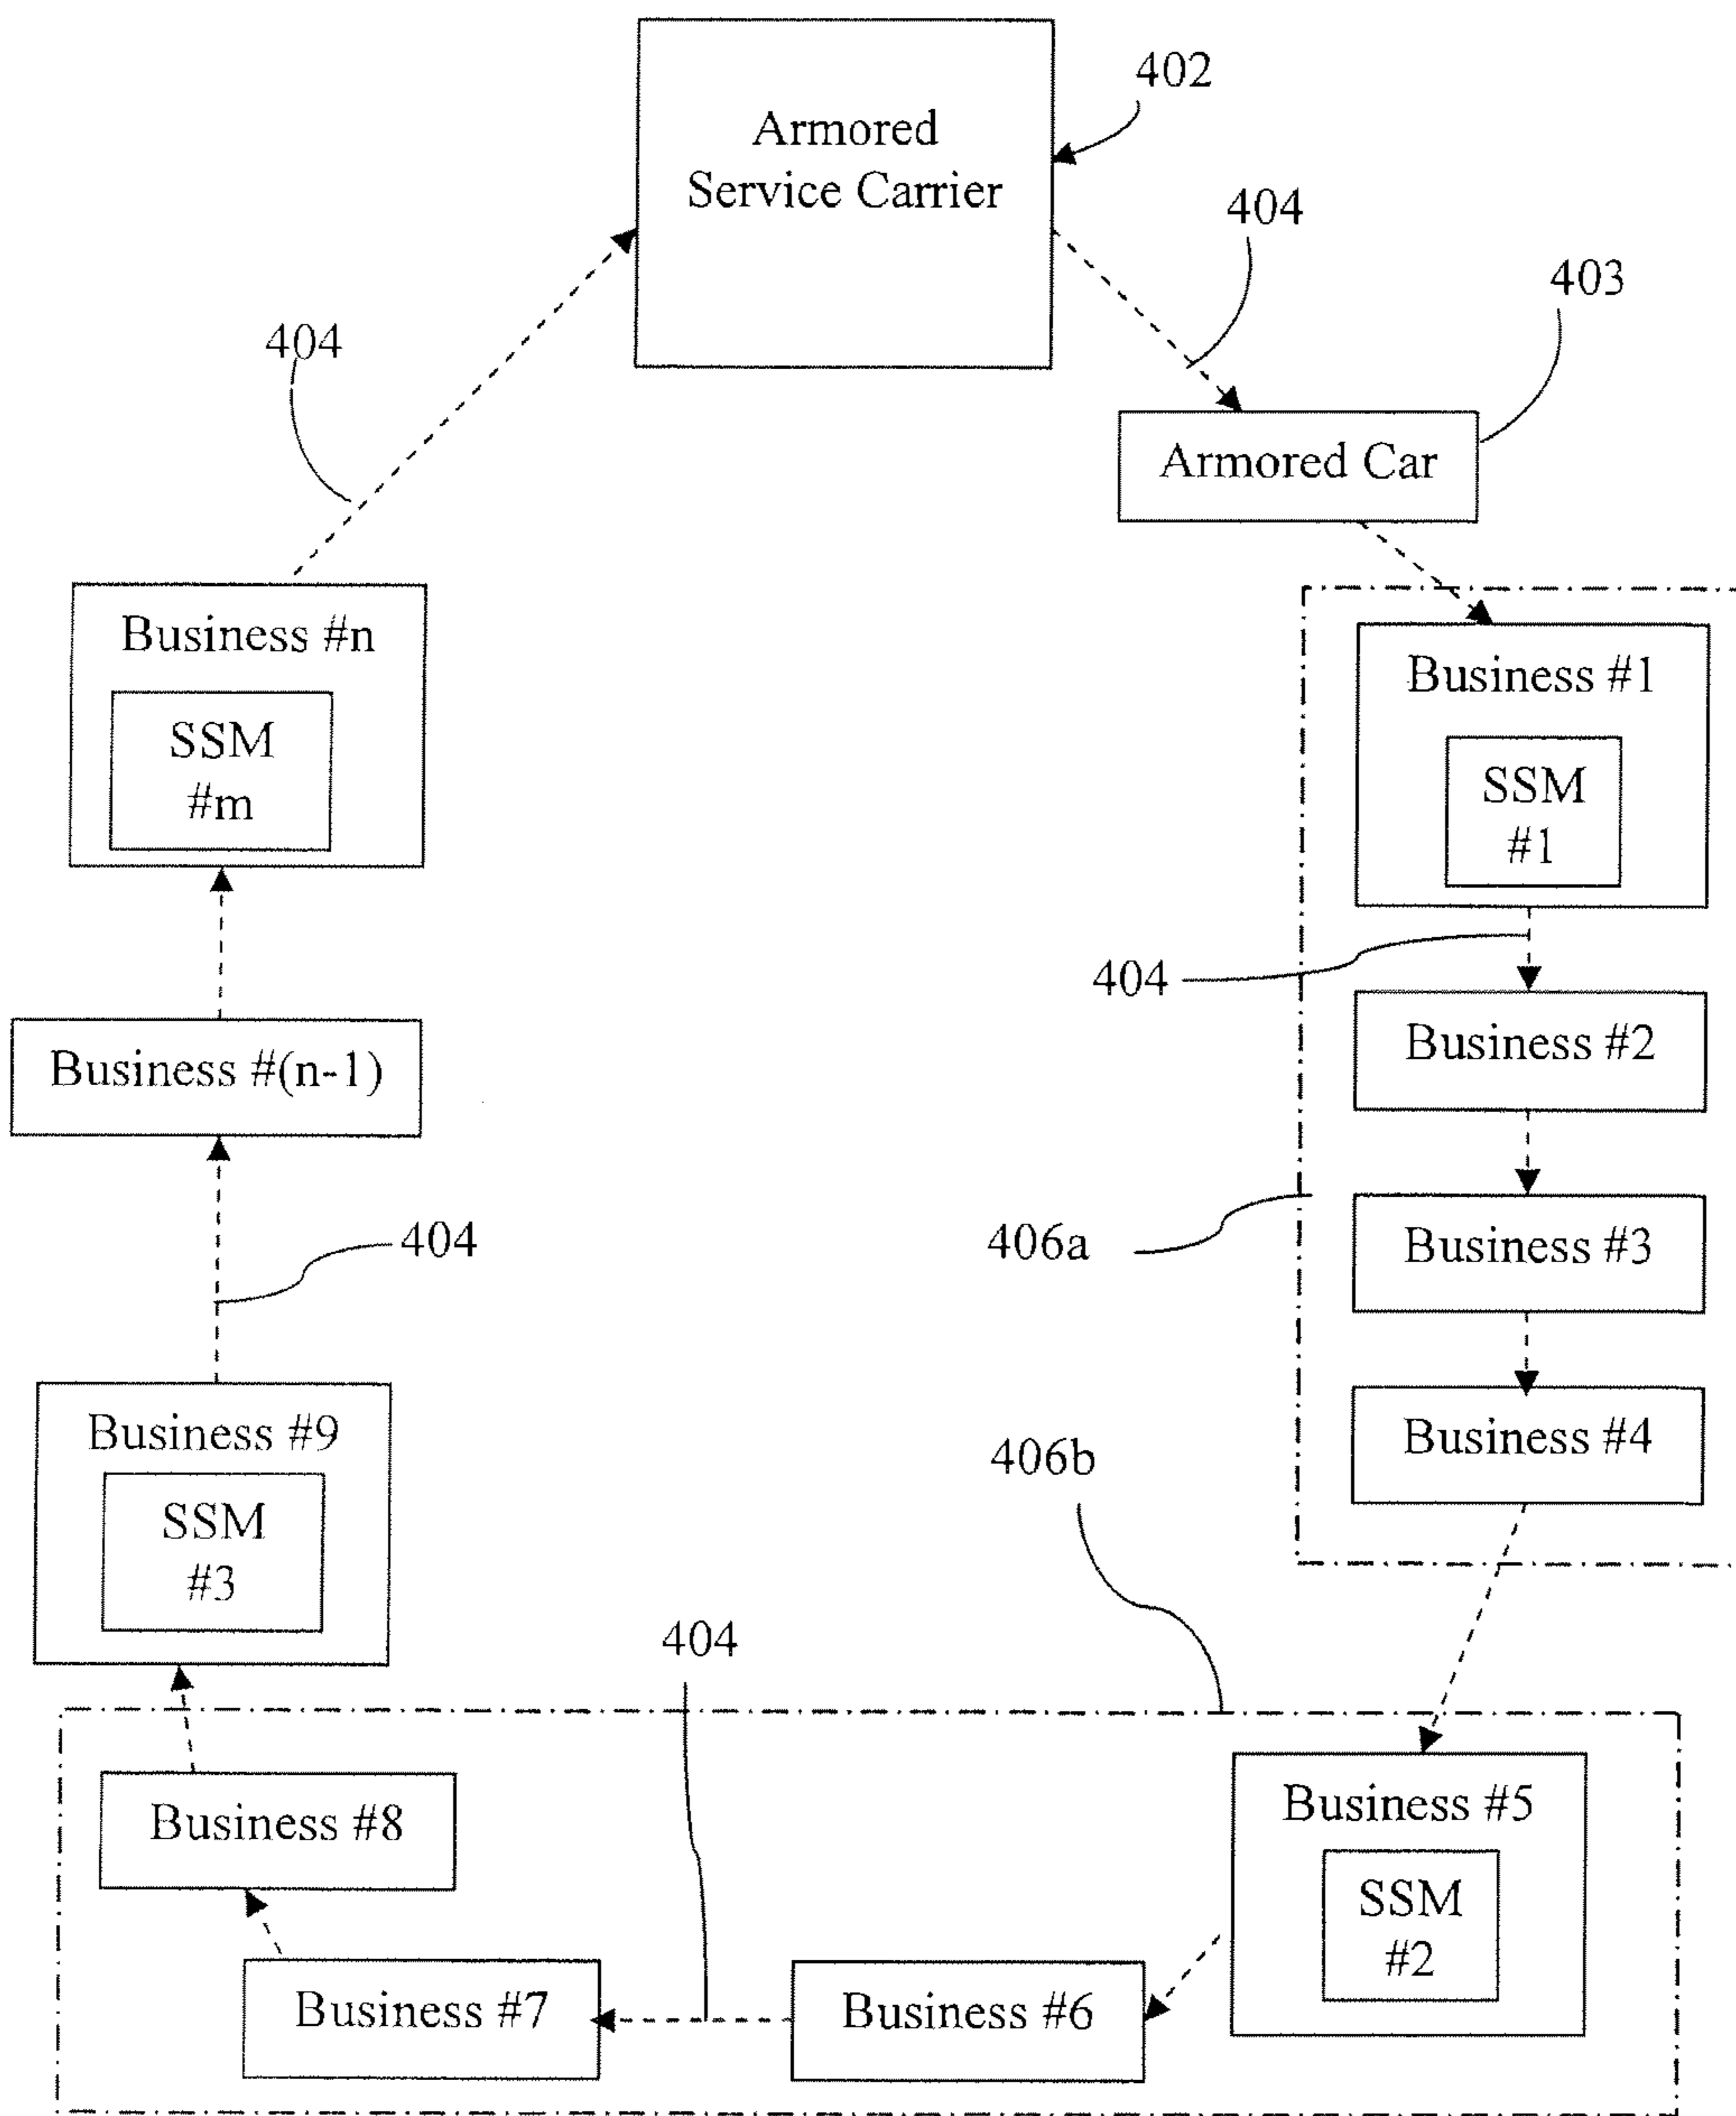 402
Armored
Service Carrier
404
403
404
Armored Car
Business #n
SSM
#m
Business #1
SSM
#1
404
Business #2
Business #(n-1)
406a
Business #3
404
Business #9
SSM
#3
406b
Business #4
404
Business #5
SSM
#2
Business #8
Business #7
Business #6